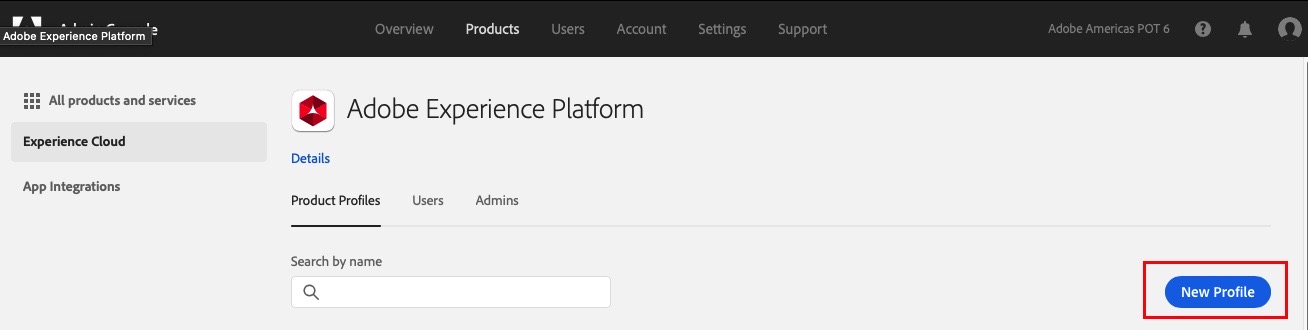 Adobe Experience Platform
Overview Products Users Account Settings Support Adobe Americas POT 6
All products and services
Experience Cloud
App Integrations
Adobe Experience Platform
Details
Product Profiles Users Admins
Search by name
New Profile